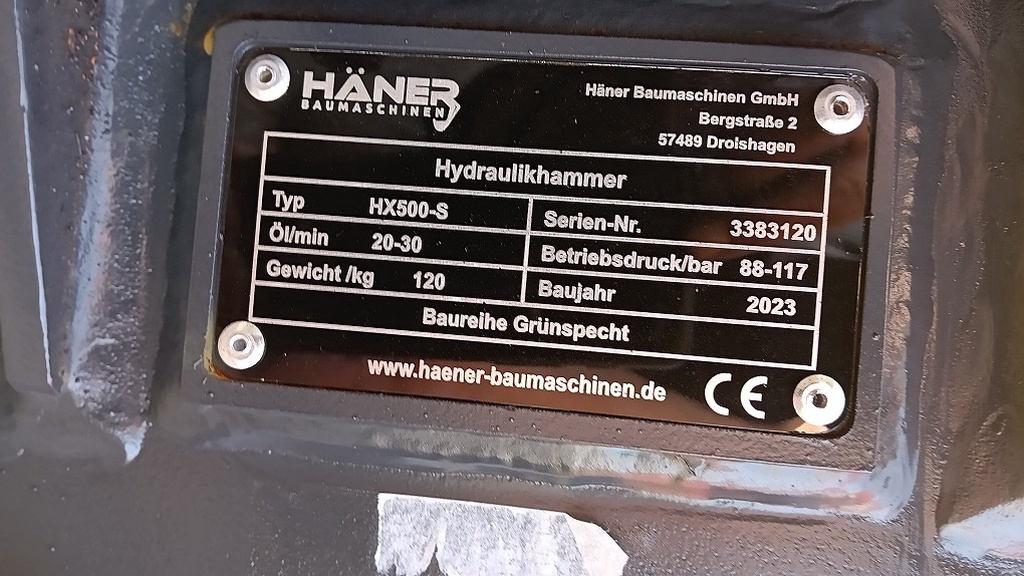 HÄNER
BAUMASCHINEN
Häner Baumaschinen GmbH
Bergstraße 2
57489 Drolshagen
Hydraulikhammer
Typ HX500-S Serien-Nr. 3383120
Öl/min 20-30 Betriebsdruck/bar 88-117
Gewicht /kg 120 Baujahr 2023
Baureihe Grünspecht
www.haener-baumaschinen.de CE